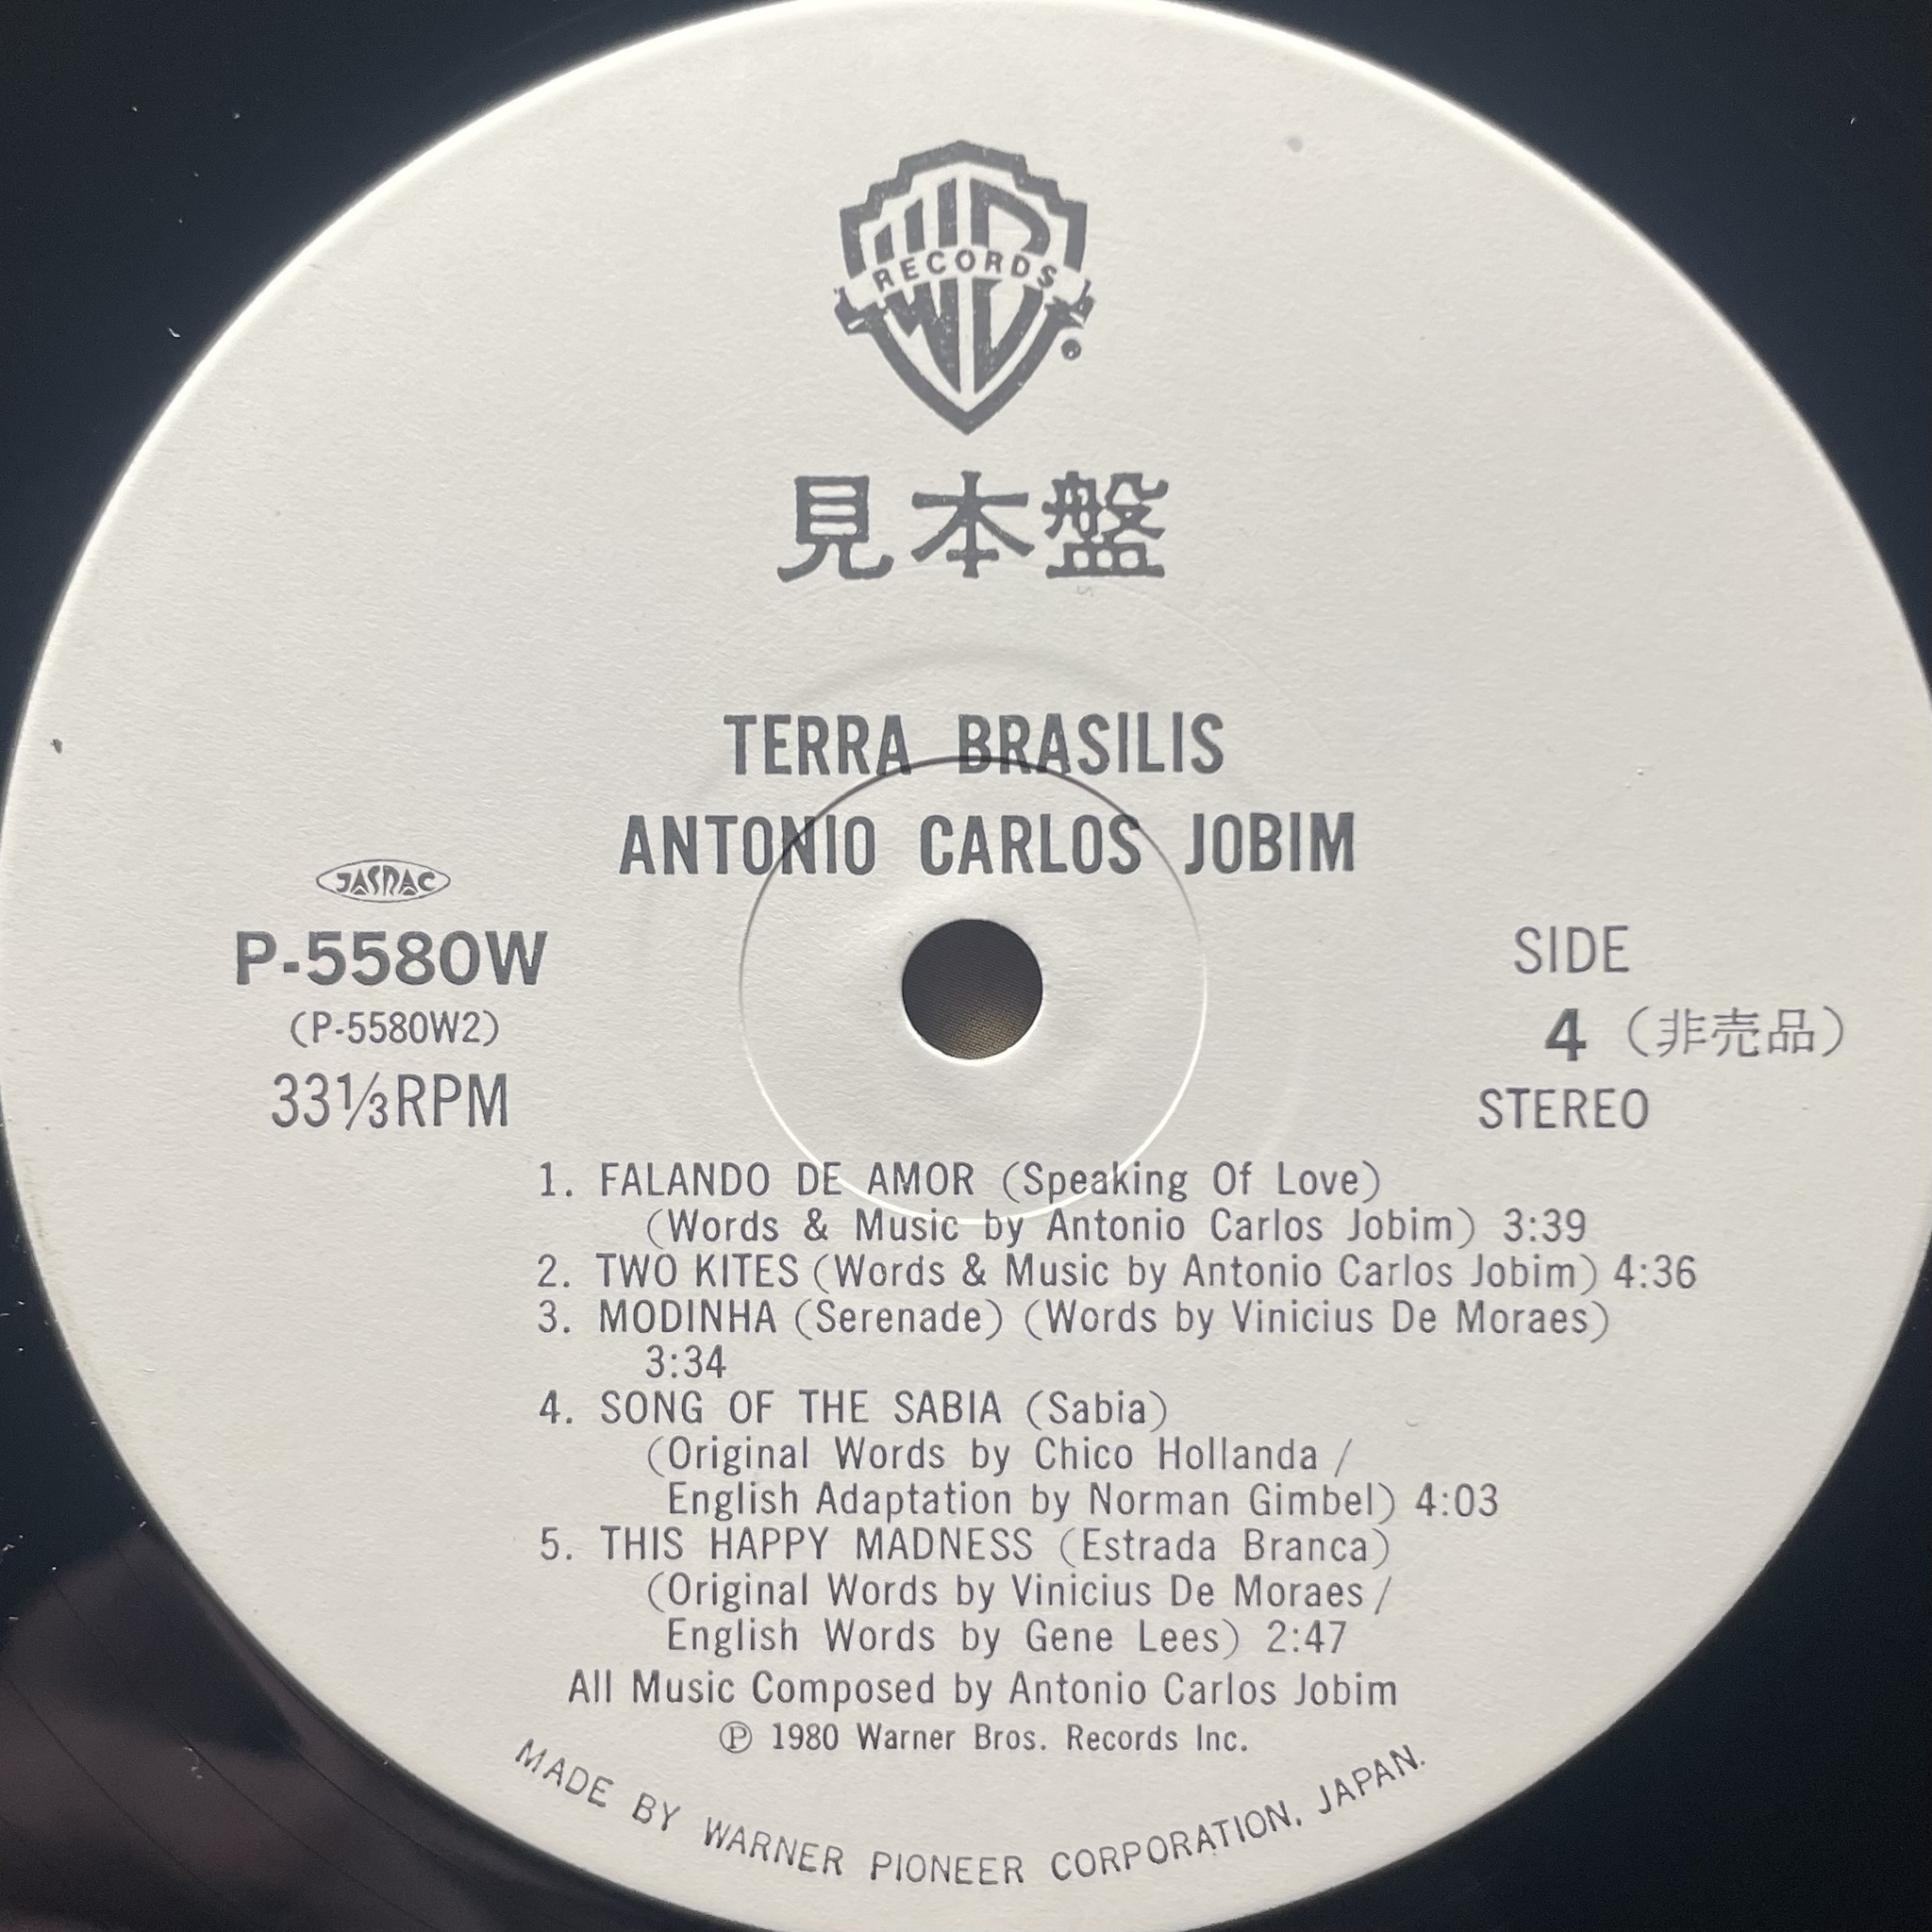 WB
RECORDS
®
見本盤
TERRA BRASILIS
ANTONIO CARLOS JOBIM
JASRAC
P-5580W
(P-5580W2)
33⅓RPM
SIDE
4 (非売品)
STEREO
1. FALANDO DE AMOR (Speaking Of Love)
(Words & Music by Antonio Carlos Jobim) 3:39
2. TWO KITES (Words & Music by Antonio Carlos Jobim) 4:36
3. MODINHA (Serenade) (Words by Vinicius De Moraes)
3:34
4. SONG OF THE SABIA (Sabia)
(Original Words by Chico Hollanda /
English Adaptation by Norman Gimbel) 4:03
5. THIS HAPPY MADNESS (Estrada Branca)
(Original Words by Vinicius De Moraes /
English Words by Gene Lees) 2:47
All Music Composed by Antonio Carlos Jobim
Ⓟ 1980 Warner Bros. Records Inc.
MADE BY WARNER PIONEER CORPORATION, JAPAN.